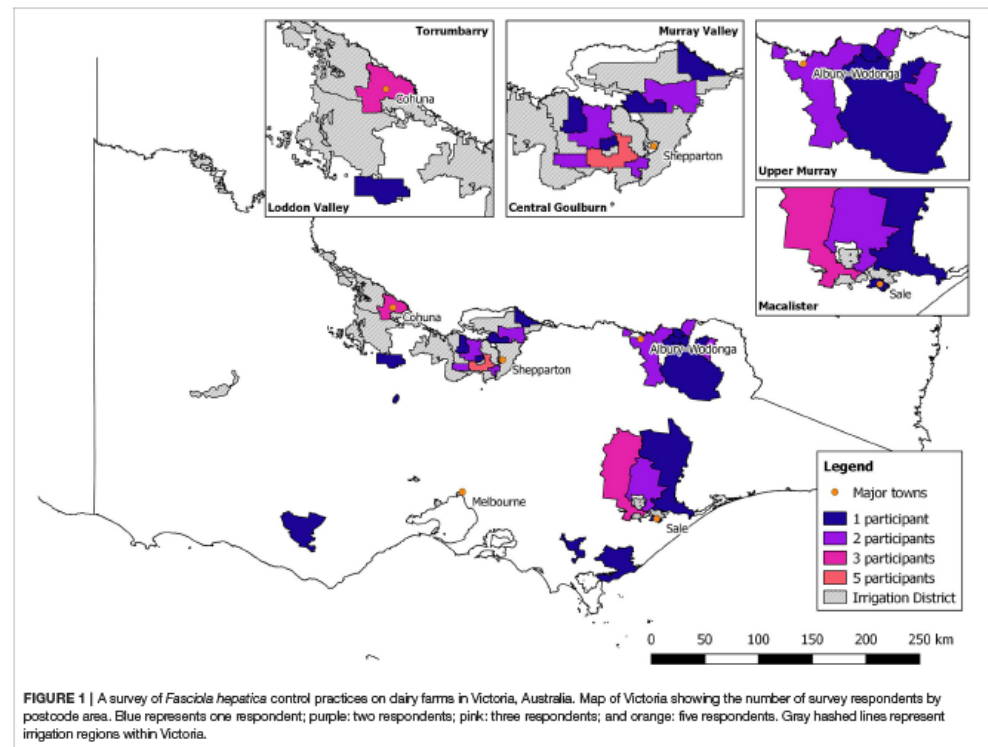 Torrumbarry
Cohuna
Loddon Valley
Murray Valley
Shepparton
Central Goulburn
Albury-Wodonga
Upper Murray
Sale
Macalister
Cohuna
Shepparton
Albury-Wodonga
Melbourne
Sale
Legend
Major towns
1 participant
2 participants
3 participants
5 participants
Irrigation District
0 50 100 150 200 250 km
FIGURE 1 | A survey of Fasciola hepatica control practices on dairy farms in Victoria, Australia. Map of Victoria showing the number of survey respondents by
postcode area. Blue represents one respondent; purple: two respondents; pink: three respondents; and orange: five respondents. Gray hashed lines represent
irrigation regions within Victoria.